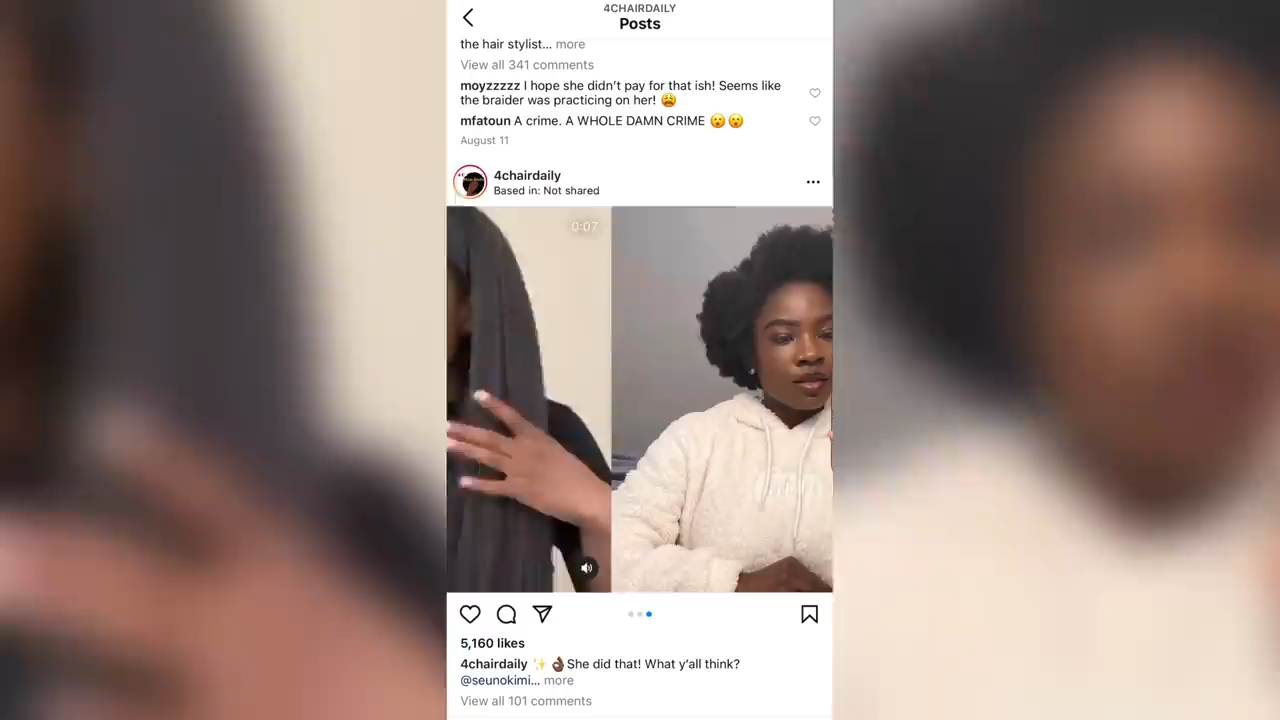 4CHAIRDAILY
Posts
the hair stylist... more
View all 341 comments
moyzzzzz I hope she didn't pay for that ish! Seems like
the braider was practicing on her! 😩
mfatoun A crime. A WHOLE DAMN CRIME 😮😮
August 11
4chairdaily
Based in: Not shared
0:07
5,160 likes
4chairdaily ✨ 👌🏿She did that! What y'all think?
@seunokimi... more
View all 101 comments